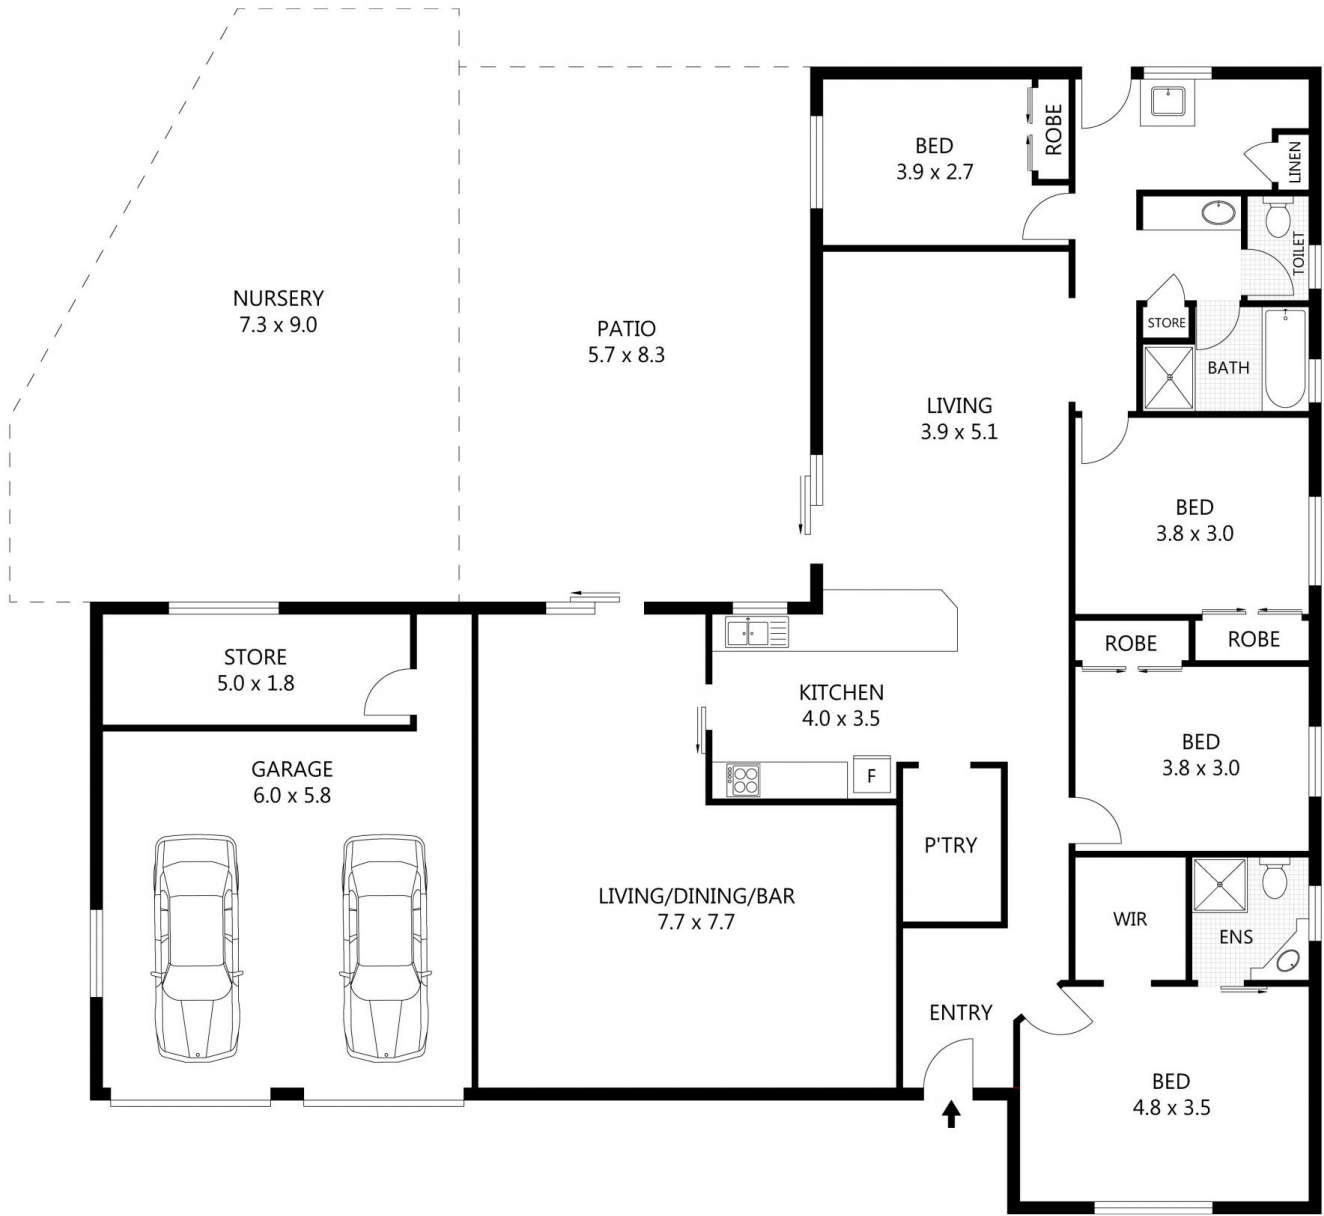 BED
3.9 x 2.7
ROBE
LINEN
TOILET
NURSERY
7.3 x 9.0
PATIO
5.7 x 8.3
STORE
BATH
LIVING
3.9 x 5.1
BED
3.8 x 3.0
ROBE
ROBE
STORE
5.0 x 1.8
KITCHEN
4.0 x 3.5
F
BED
3.8 x 3.0
GARAGE
6.0 x 5.8
P'TRY
LIVING/DINING/BAR
7.7 x 7.7
WIR
ENS
ENTRY
BED
4.8 x 3.5